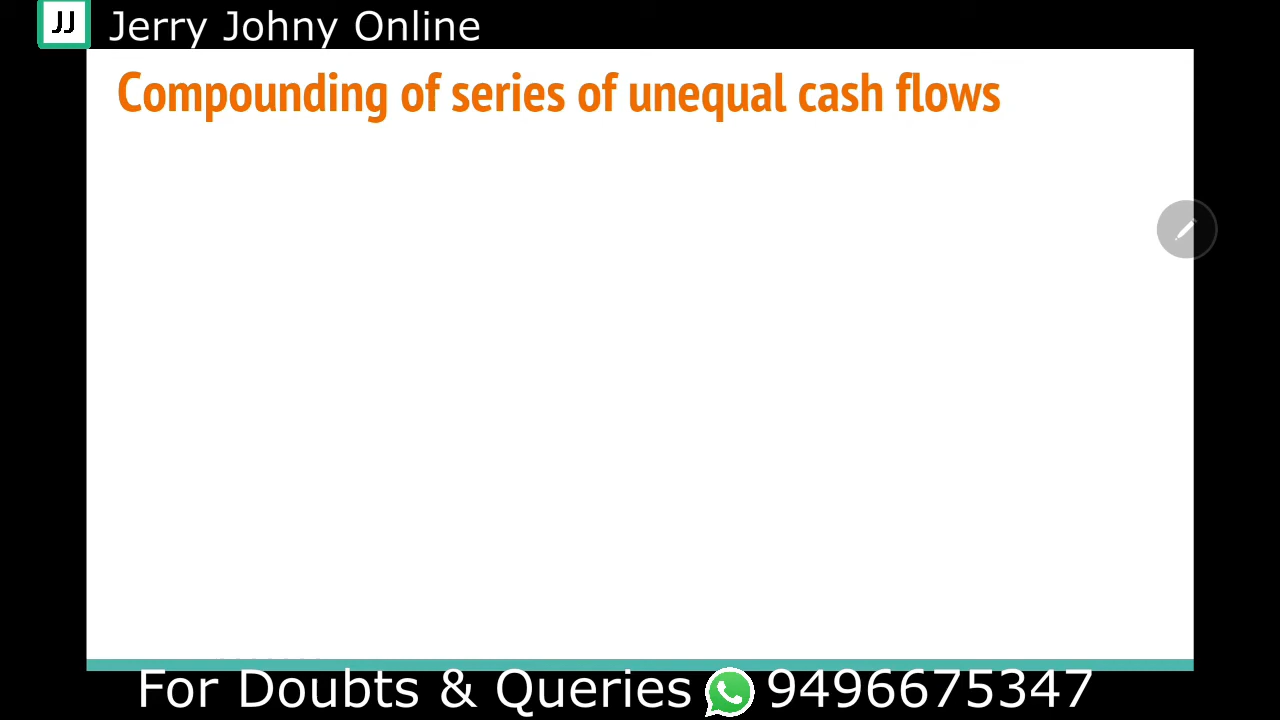 JJ Jerry Johny Online
Compounding of series of unequal cash flows
For Doubts & Queries 9496675347